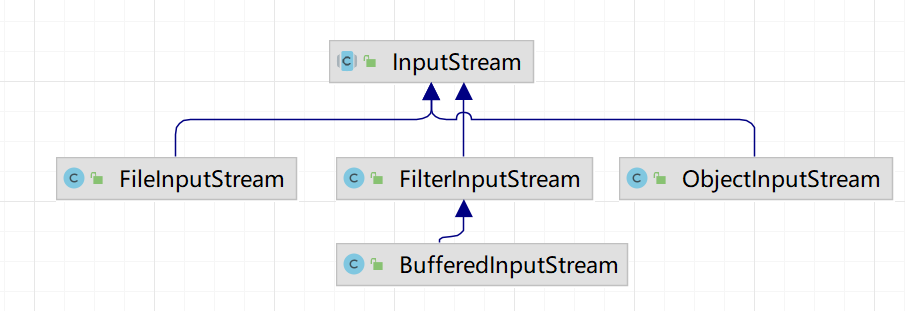 C InputStream
C FileInputStream
C FilterInputStream
C ObjectInputStream
C BufferedInputStream